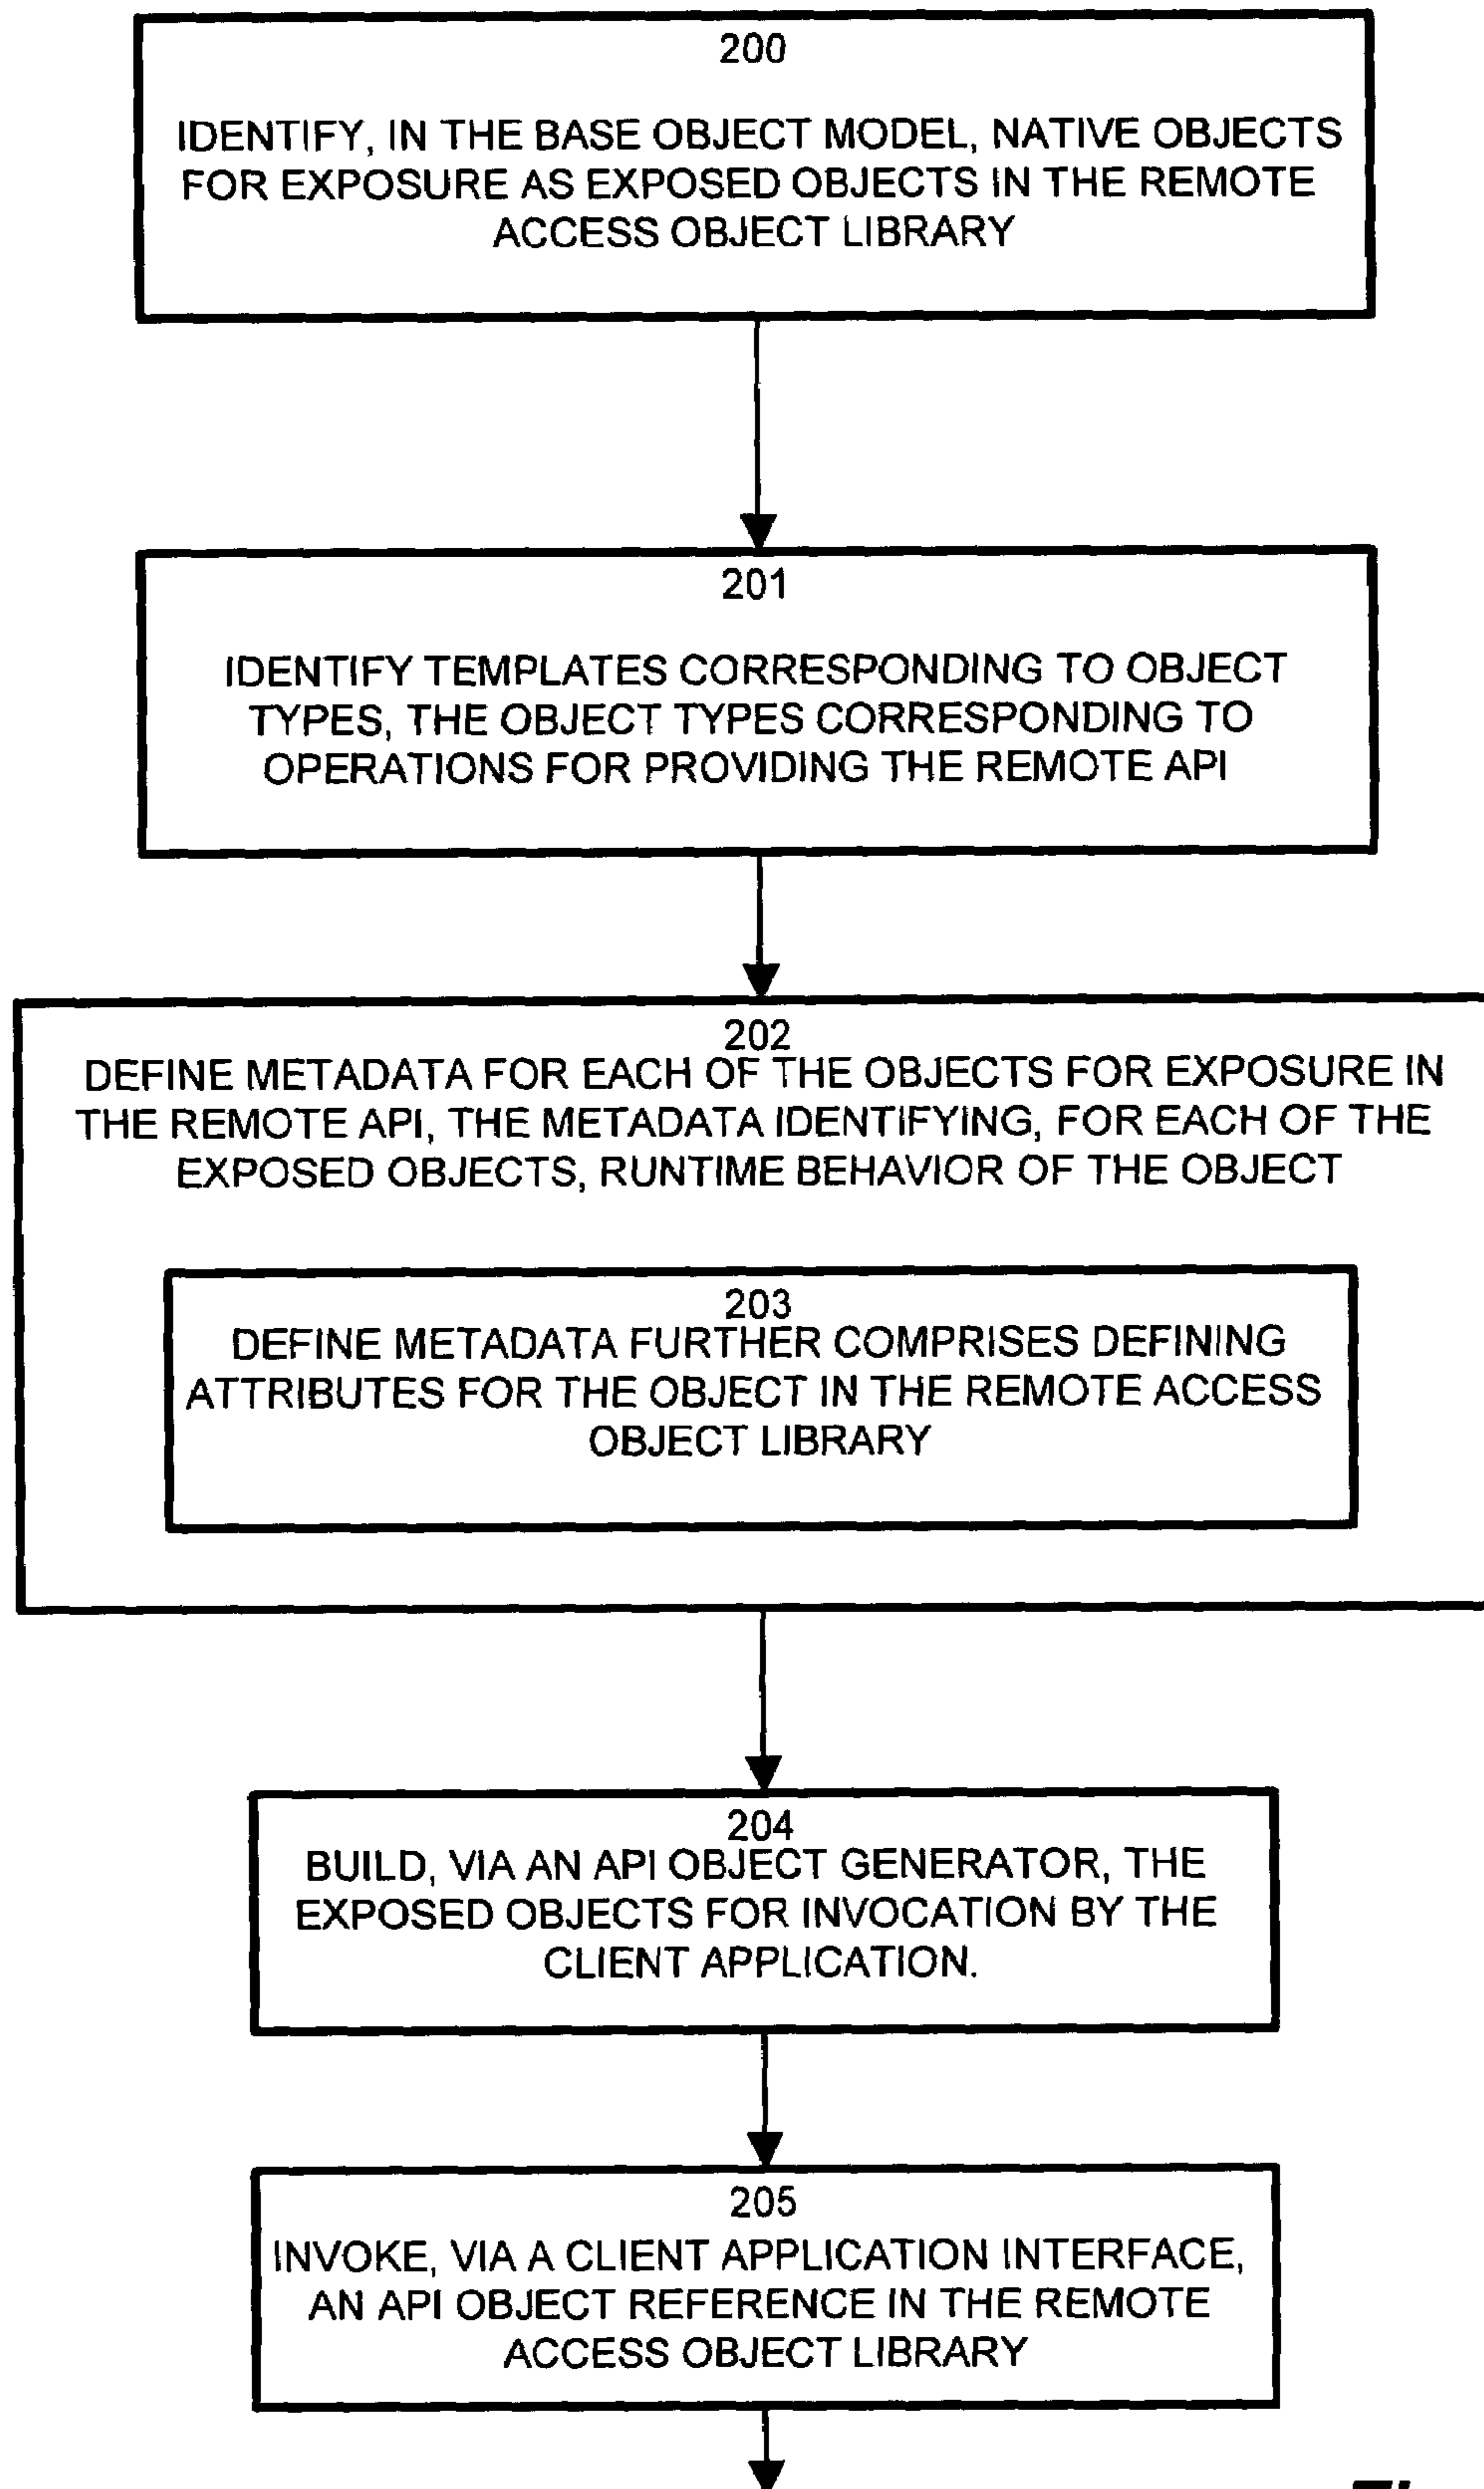 200
IDENTIFY, IN THE BASE OBJECT MODEL, NATIVE OBJECTS
FOR EXPOSURE AS EXPOSED OBJECTS IN THE REMOTE
ACCESS OBJECT LIBRARY
201
IDENTIFY TEMPLATES CORRESPONDING TO OBJECT
TYPES, THE OBJECT TYPES CORRESPONDING TO
OPERATIONS FOR PROVIDING THE REMOTE API
202
DEFINE METADATA FOR EACH OF THE OBJECTS FOR EXPOSURE IN
THE REMOTE API, THE METADATA IDENTIFYING, FOR EACH OF THE
EXPOSED OBJECTS, RUNTIME BEHAVIOR OF THE OBJECT
203
DEFINE METADATA FURTHER COMPRISES DEFINING
ATTRIBUTES FOR THE OBJECT IN THE REMOTE ACCESS
OBJECT LIBRARY
204
BUILD, VIA AN API OBJECT GENERATOR, THE
EXPOSED OBJECTS FOR INVOCATION BY THE
CLIENT APPLICATION.
205
INVOKE, VIA A CLIENT APPLICATION INTERFACE,
AN API OBJECT REFERENCE IN THE REMOTE
ACCESS OBJECT LIBRARY